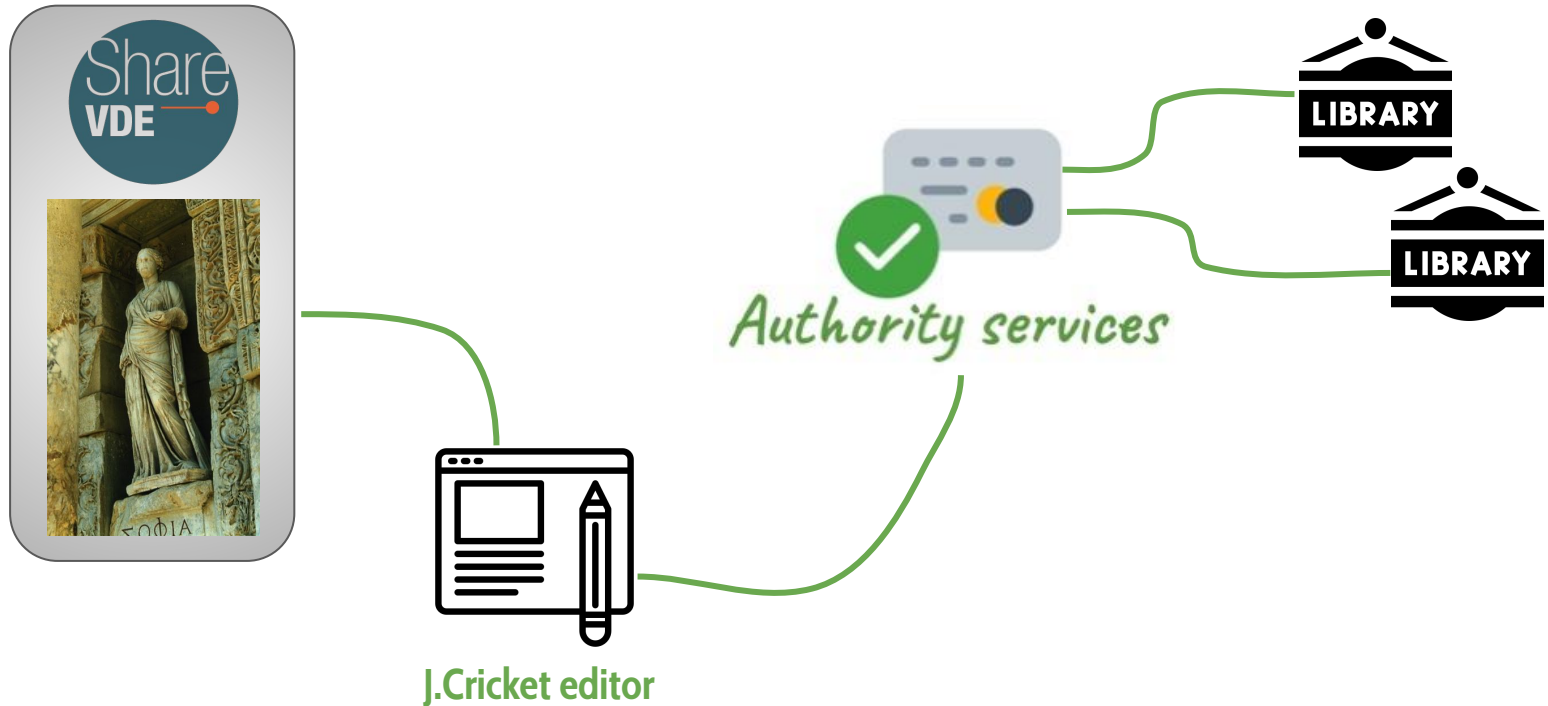 Share
VDE
ΣΟΦΙΑ
J.Cricket editor
Authority services
LIBRARY
LIBRARY